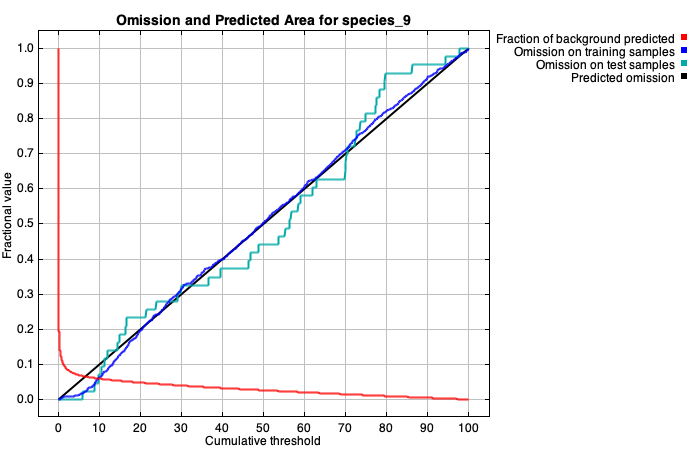 Omission and Predicted Area for species_9
Fraction of background predicted
Omission on training samples
Omission on test samples
Predicted omission
Fractional value
1.0
0.9
0.8
0.7
0.6
0.5
0.4
0.3
0.2
0.1
0.0
0 10 20 30 40 50 60 70 80 90 100
Cumulative threshold